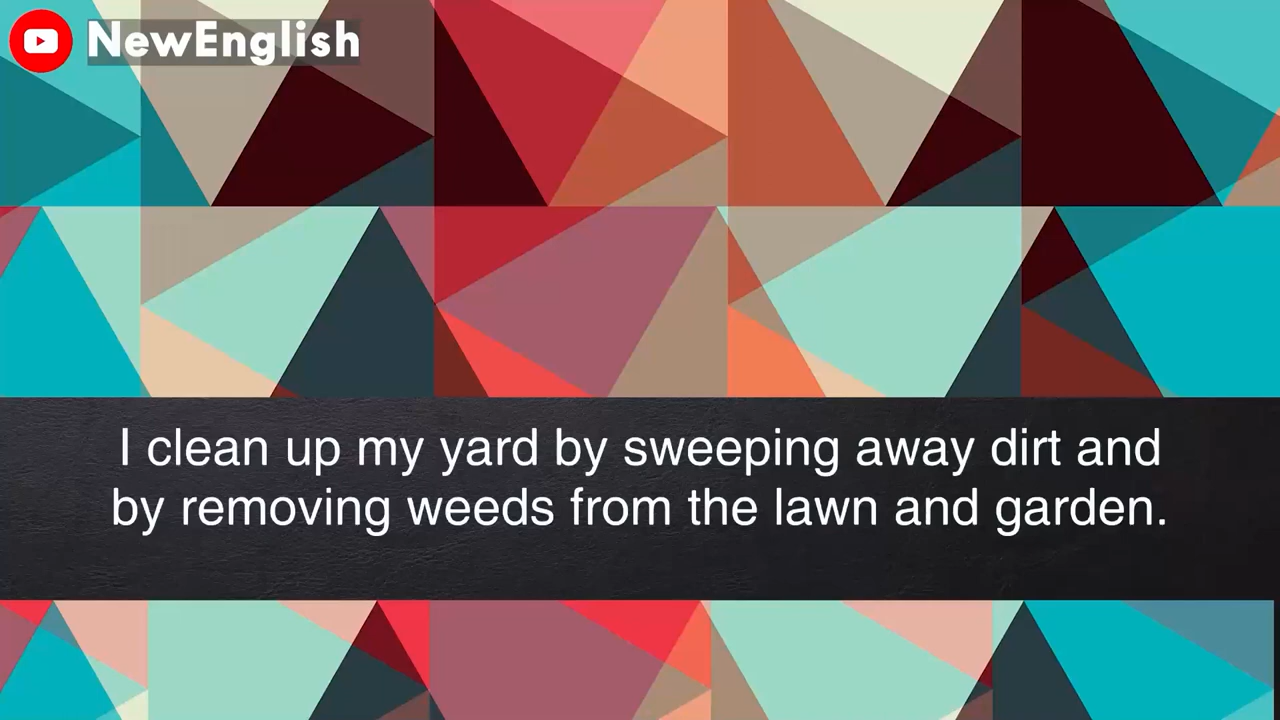 NewEnglish
I clean up my yard by sweeping away dirt and
by removing weeds from the lawn and garden.